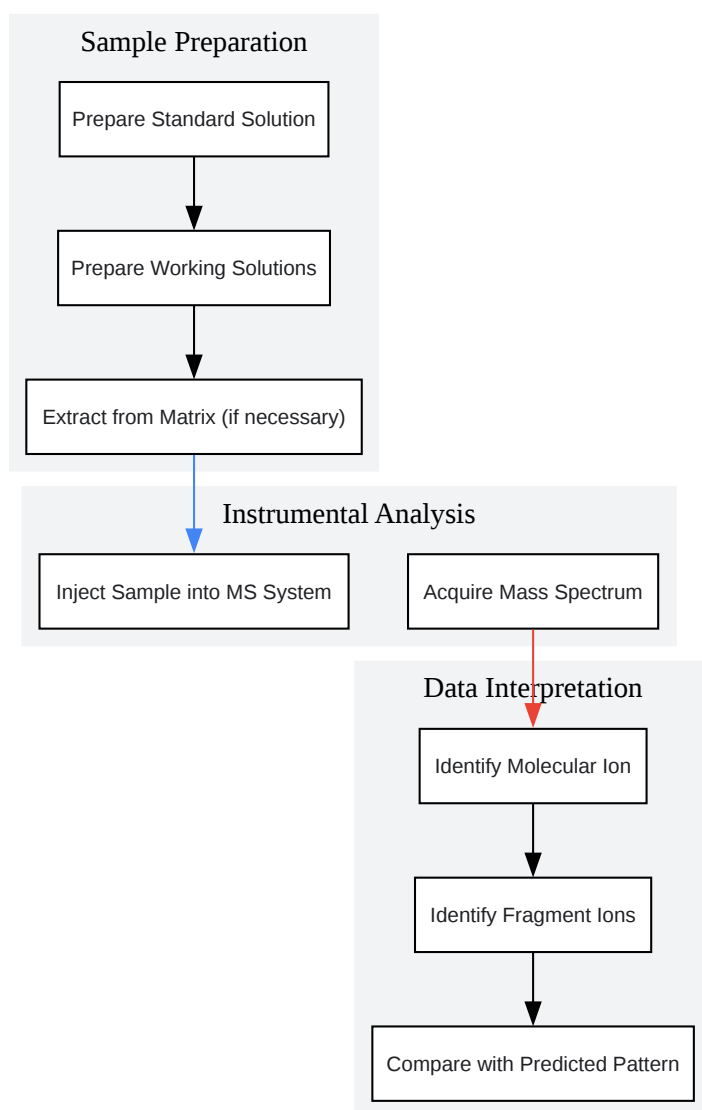 Sample Preparation
Prepare Standard Solution
Prepare Working Solutions
Extract from Matrix (if necessary)
Instrumental Analysis
Inject Sample into MS System
Acquire Mass Spectrum
Data Interpretation
Identify Molecular Ion
Identify Fragment Ions
Compare with Predicted Pattern